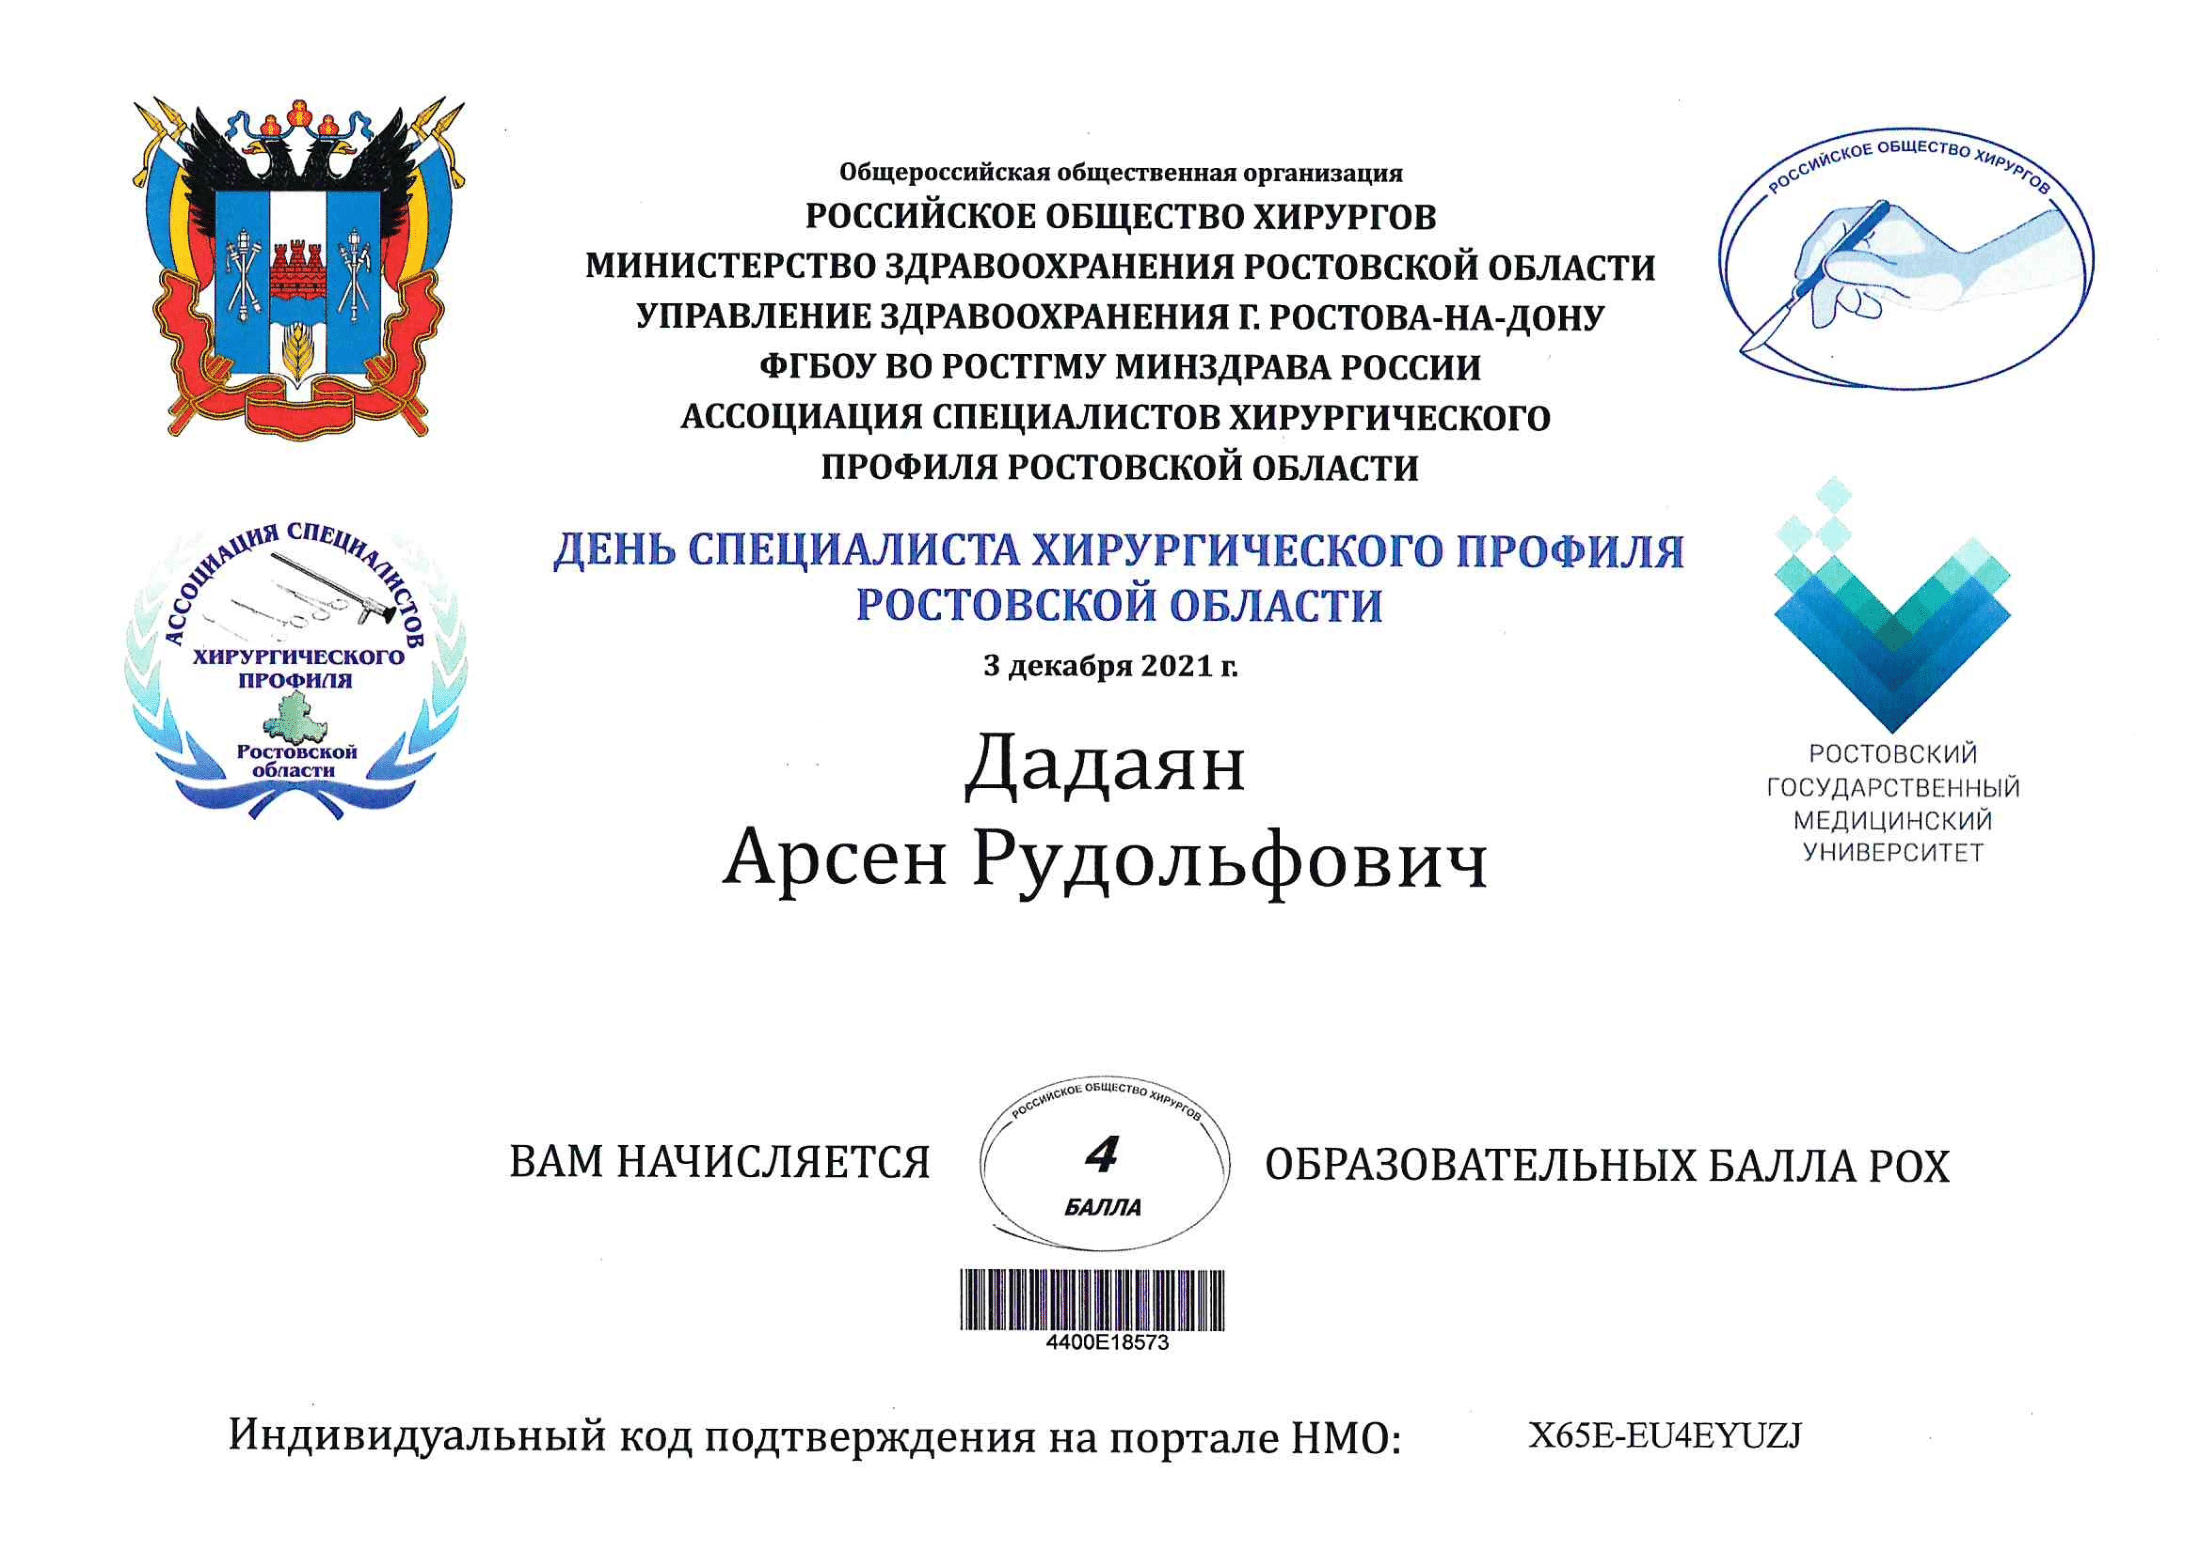 Общероссийская общественная организация
РОССИЙСКОЕ ОБЩЕСТВО ХИРУРГОВ
МИНИСТЕРСТВО ЗДРАВООХРАНЕНИЯ РОСТОВСКОЙ ОБЛАСТИ
УПРАВЛЕНИЕ ЗДРАВООХРАНЕНИЯ Г. РОСТОВА-НА-ДОНУ
ФГБОУ ВО РОСТГМУ МИНЗДРАВА РОССИИ
АССОЦИАЦИЯ СПЕЦИАЛИСТОВ ХИРУРГИЧЕСКОГО
ПРОФИЛЯ РОСТОВСКОЙ ОБЛАСТИ
РОССИЙСКОЕ ОБЩЕСТВО ХИРУРГОВ
АССОЦИАЦИЯ СПЕЦИАЛИСТОВ
ХИРУРГИЧЕСКОГО
ПРОФИЛЯ
Ростовской
области
ДЕНЬ СПЕЦИАЛИСТА ХИРУРГИЧЕСКОГО ПРОФИЛЯ
РОСТОВСКОЙ ОБЛАСТИ
3 декабря 2021 г.
Дадаян
Арсен Рудольфович
РОСТОВСКИЙ
ГОСУДАРСТВЕННЫЙ
МЕДИЦИНСКИЙ
УНИВЕРСИТЕТ
РОССИЙСКОЕ ОБЩЕСТВО ХИРУРГОВ
ВАМ НАЧИСЛЯЕТСЯ 4 ОБРАЗОВАТЕЛЬНЫХ БАЛЛА РОХ
БАЛЛА
4400E18573
Индивидуальный код подтверждения на портале НМО: X65E-EU4EYUZJ